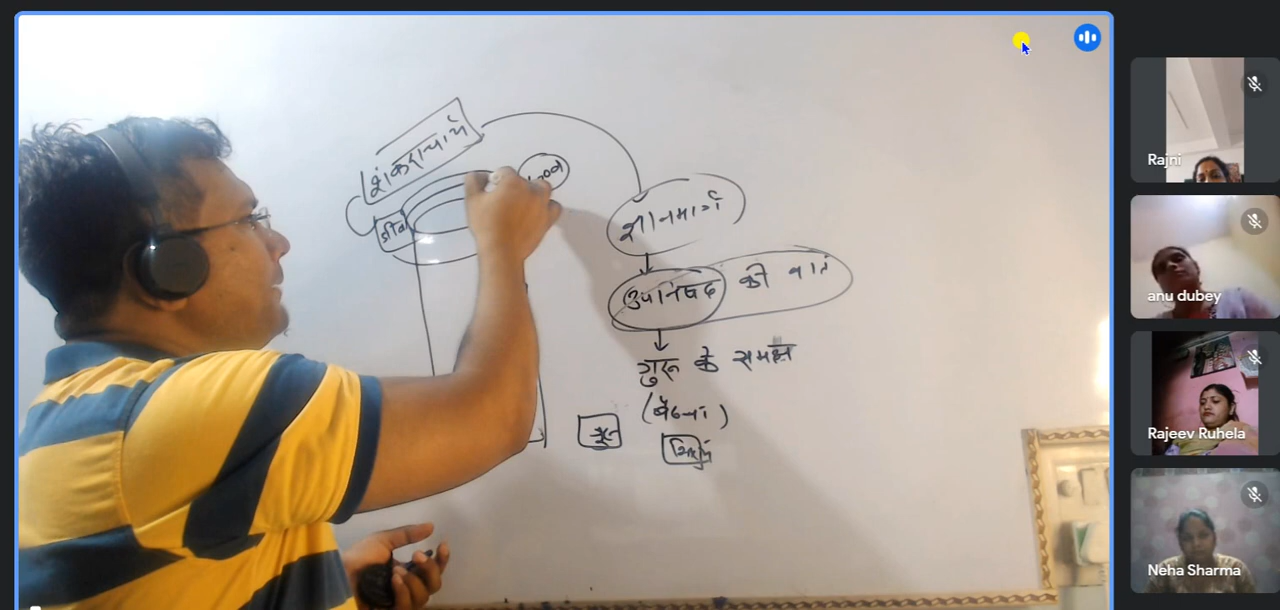 शंकराचार्य
जीव
ज्ञानमार्ग
उपनिषद की बात
गुरू के समक्ष
(बैठना)
गुरू
शिष्य
Rajni
anu dubey
Rajeev Ruhela
Neha Sharma